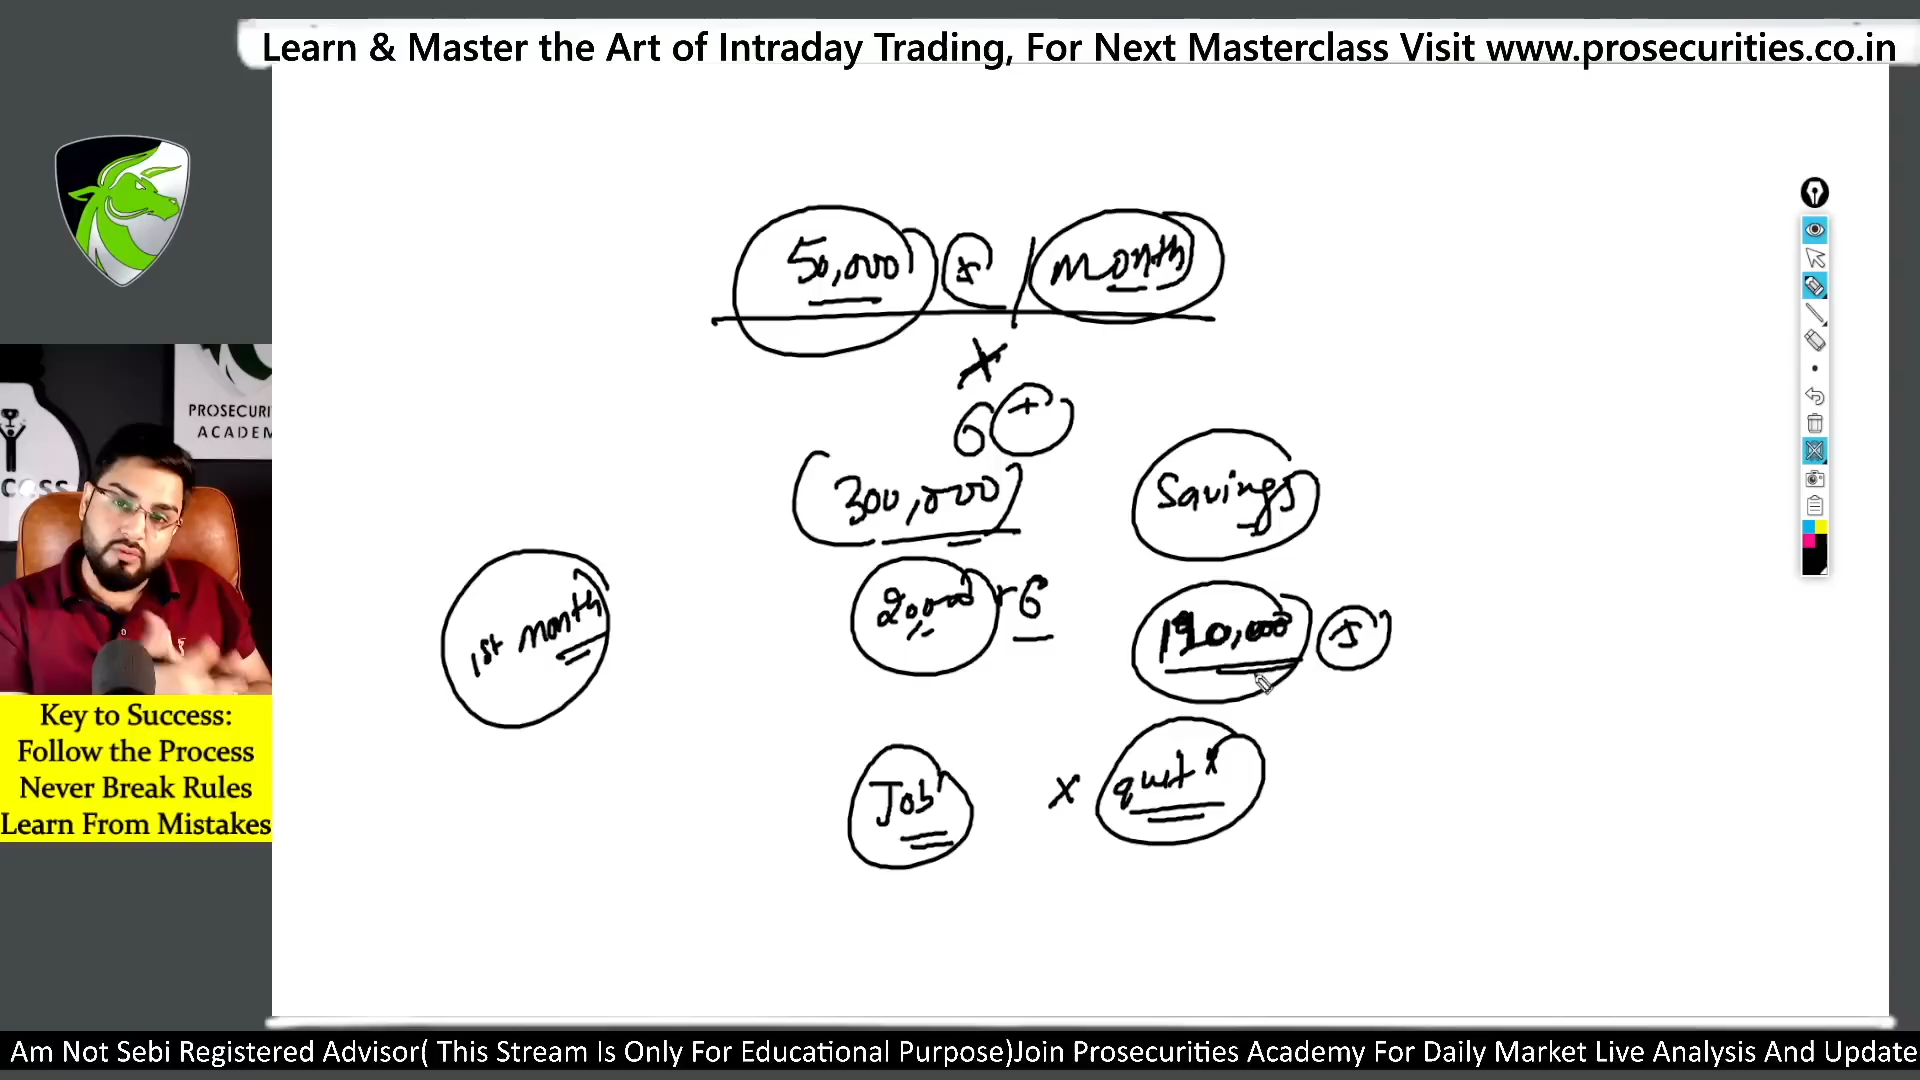 Learn & Master the Art of Intraday Trading, For Next Masterclass Visit www.prosecurities.co.in
50,000 / month
x
6 +
300,000 Savings
1st month
20,000 + 6
Job x quit x
PROSECURI
ACADEM
Key to Success:
Follow the Process
Never Break Rules
Learn From Mistakes
Am Not Sebi Registered Advisor( This Stream Is Only For Educational Purpose)Join Prosecurities Academy For Daily Market Live Analysis And Update